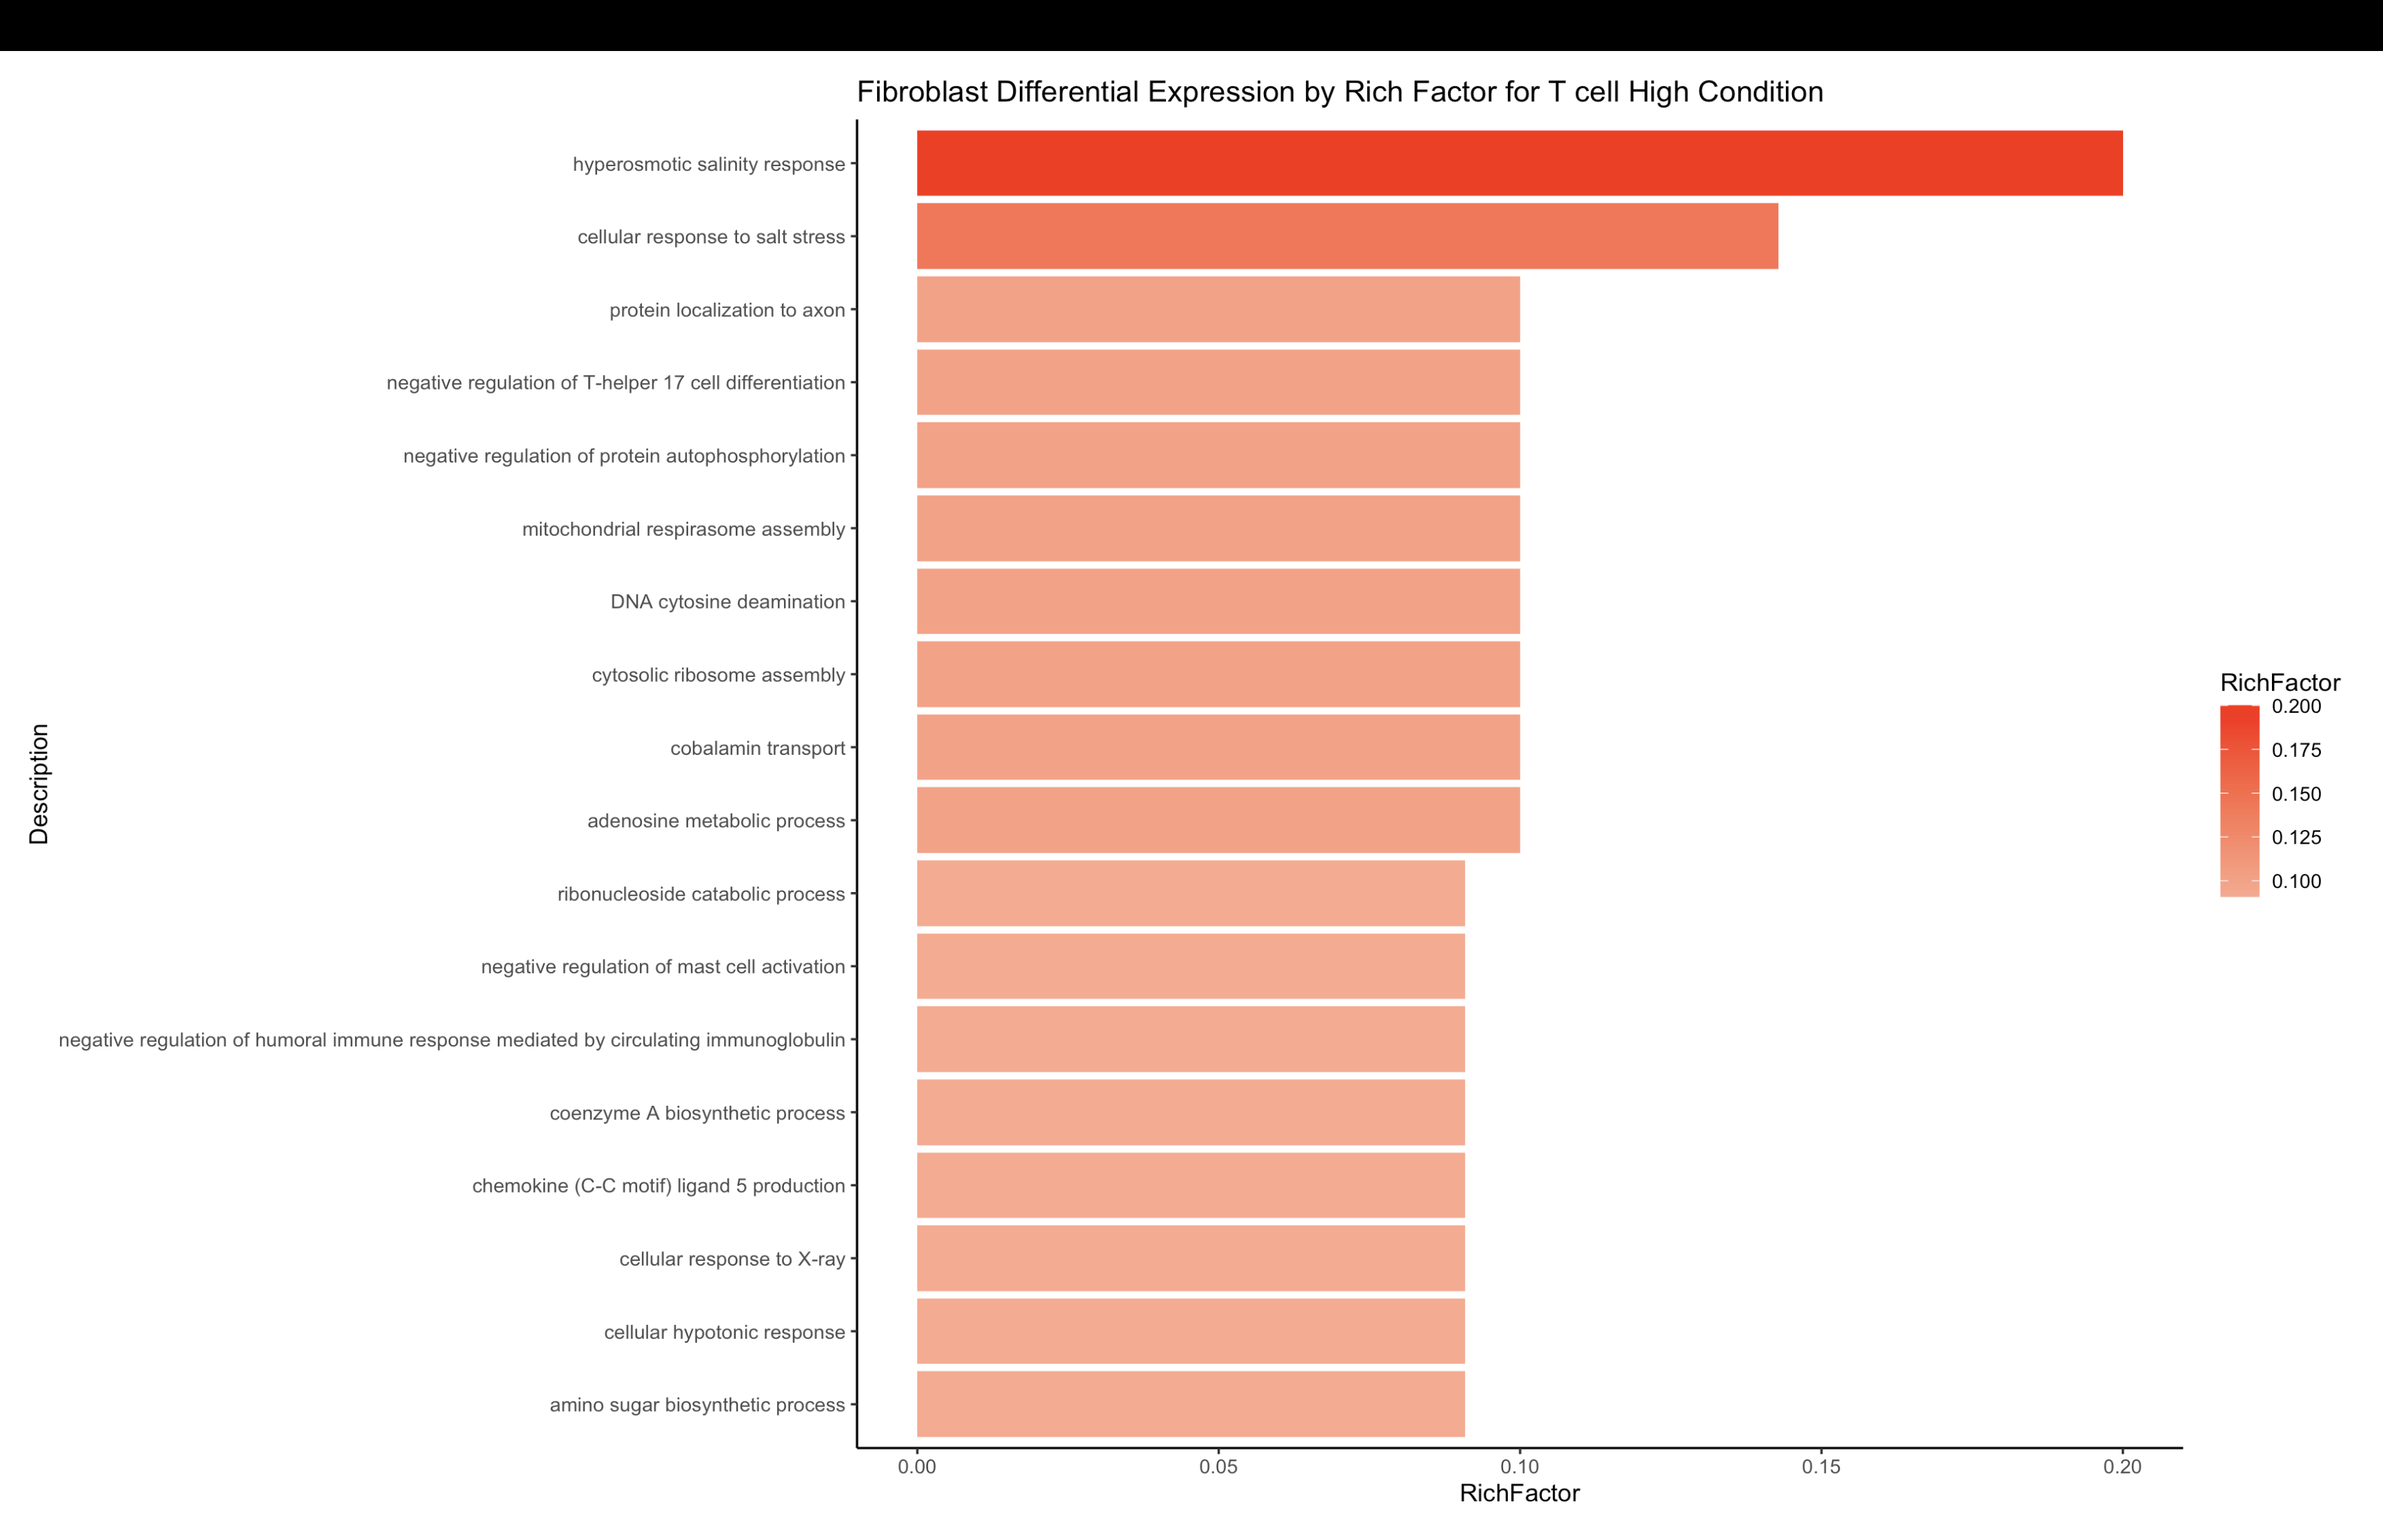 Fibroblast Differential Expression by Rich Factor for T cell High Condition
Description
hyperosmotic salinity response
cellular response to salt stress
protein localization to axon
negative regulation of T-helper 17 cell differentiation
negative regulation of protein autophosphorylation
mitochondrial respirasome assembly
DNA cytosine deamination
cytosolic ribosome assembly
cobalamin transport
adenosine metabolic process
ribonucleoside catabolic process
negative regulation of mast cell activation
negative regulation of humoral immune response mediated by circulating immunoglobulin
coenzyme A biosynthetic process
chemokine (C-C motif) ligand 5 production
cellular response to X-ray
cellular hypotonic response
amino sugar biosynthetic process
0.00 0.05 0.10 0.15 0.20
RichFactor
RichFactor
0.200
0.175
0.150
0.125
0.100